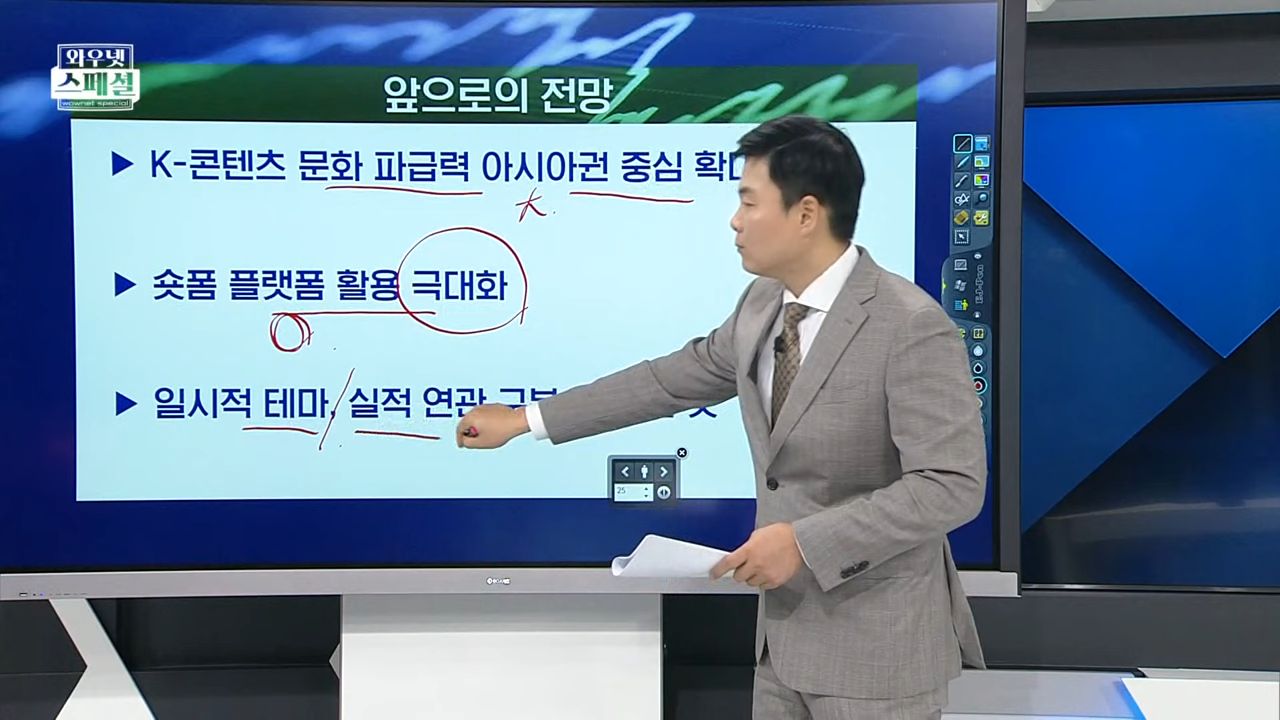 와우넷
스페셜
wownet special
앞으로의 전망
▶ K-콘텐츠 문화 파급력 아시아권 중심
▶ 숏폼 플랫폼 활용 극대화
▶ 일시적 테마, 실적 연관
25